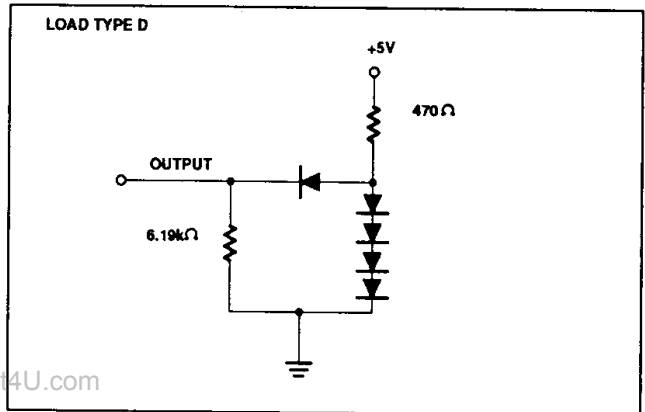 LOAD TYPE D
+5V
470Ω
OUTPUT
6.19kΩ
t4U.com